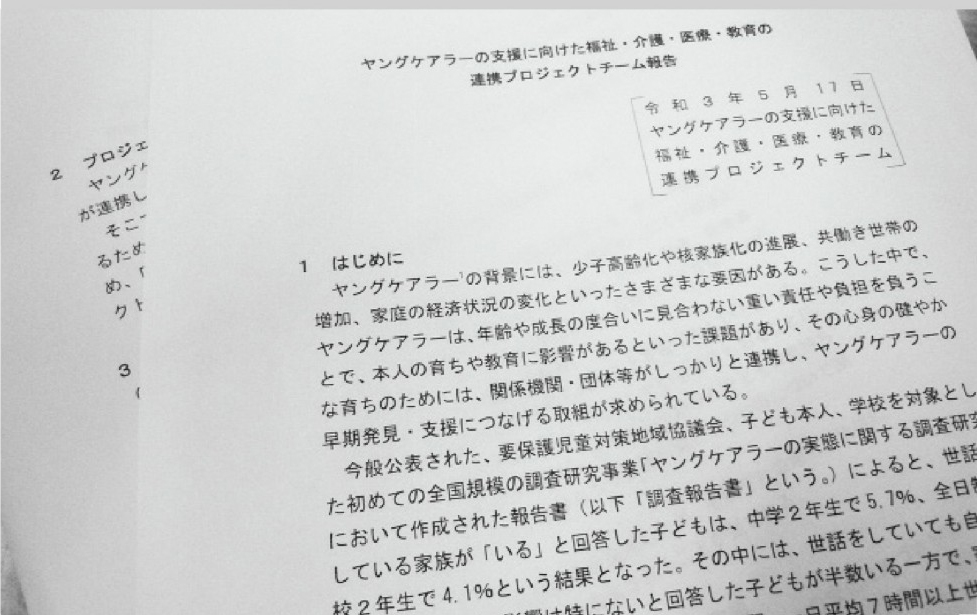 ヤングケアラーの支援に向けた福祉・介護・医療・教育の
連携プロジェクトチーム報告
令和3年5月17日
ヤングケアラーの支援に向けた
福祉・介護・医療・教育の
連携プロジェクトチーム
1 はじめに
ヤングケアラー1の背景には、少子高齢化や核家族化の進展、共働き世帯の
増加、家庭の経済状況の変化といったさまざまな要因がある。こうした中で、
ヤングケアラーは、年齢や成長の度合いに見合わない重い責任や負担を負うこ
とで、本人の育ちや教育に影響があるといった課題があり、その心身の健やか
な育ちのためには、関係機関・団体等がしっかりと連携し、ヤングケアラーの
早期発見・支援につなげる取組が求められている。
今般公表された、要保護児童対策地域協議会、子ども本人、学校を対象とし
た初めての全国規模の調査研究事業「ヤングケアラーの実態に関する調査研究
において作成された報告書（以下「調査報告書」という。）によると、世話
している家族が「いる」と回答した子どもは、中学2年生で5.7%、全日制
校2年生で4.1%という結果となった。その中には、世話をしていても自
は特にないと回答した子どもが半数いる一方で、
日平均7時間以上世
2 プロジェ
ヤング
が連携し
そこ
るため
め、
クト
3